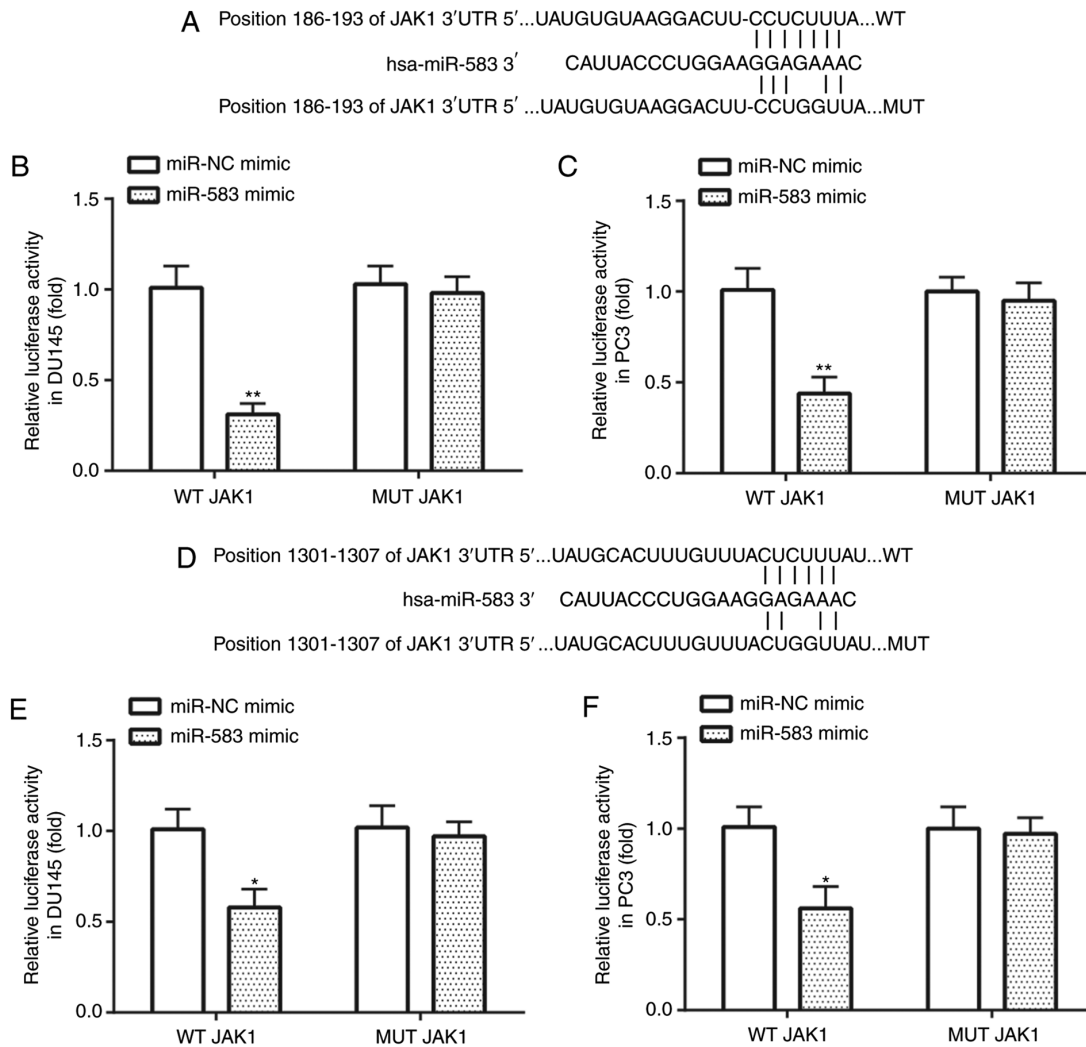 A Position 186-193 of JAK1 3′UTR 5′...UAUGUGUAAGGACUU-CCUCUUUA...WT
hsa-miR-583 3′ CAUUACCCUGGAAGGAGAAAC
Position 186-193 of JAK1 3′UTR 5′ ...UAUGUGUAAGGACUU-CCUGGUUA...MUT
B
miR-NC mimic
miR-583 mimic
Relative luciferase activity
in DU145 (fold)
1.5
1.0
0.5
0.0
**
WT JAK1
MUT JAK1
C
miR-NC mimic
miR-583 mimic
Relative luciferase activity
in PC3 (fold)
1.5
1.0
0.5
0.0
**
WT JAK1
MUT JAK1
D Position 1301-1307 of JAK1 3′UTR 5′...UAUGCACUUUGUUUACUCUUUAU...WT
hsa-miR-583 3′ CAUUACCCUGGAAGGAGAAAC
Position 1301-1307 of JAK1 3′UTR 5′ ...UAUGCACUUUGUUUACUGGUUAU...MUT
E
miR-NC mimic
miR-583 mimic
Relative luciferase activity
in DU145 (fold)
1.5
1.0
0.5
0.0
*
WT JAK1
MUT JAK1
F
miR-NC mimic
miR-583 mimic
Relative luciferase activity
in PC3 (fold)
1.5
1.0
0.5
0.0
*
WT JAK1
MUT JAK1